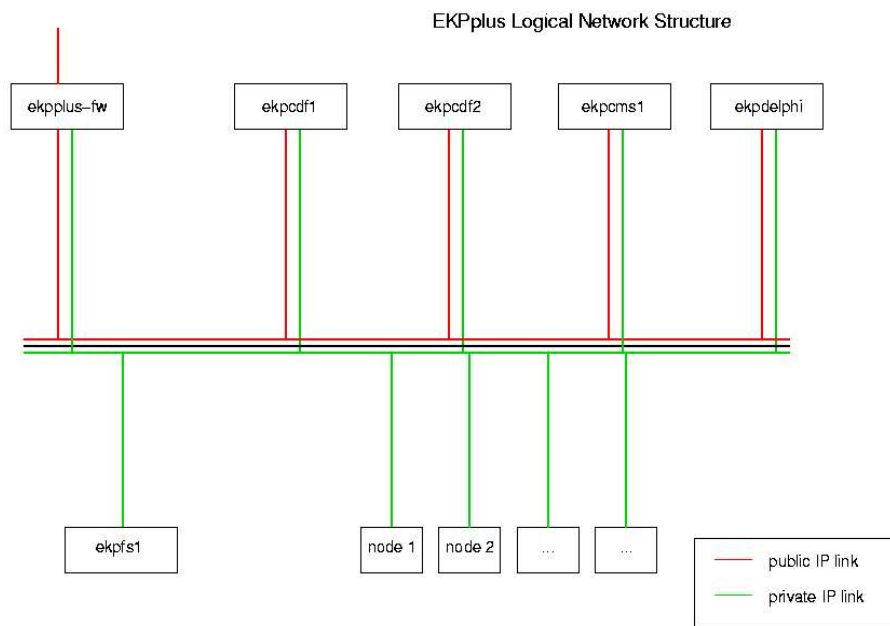 EKPplus Logical Network Structure
ekpplus–fw
ekpcdf1
ekpcdf2
ekpcms1
ekpdelphi
ekpfs1
node 1
node 2
...
...
public IP link
private IP link